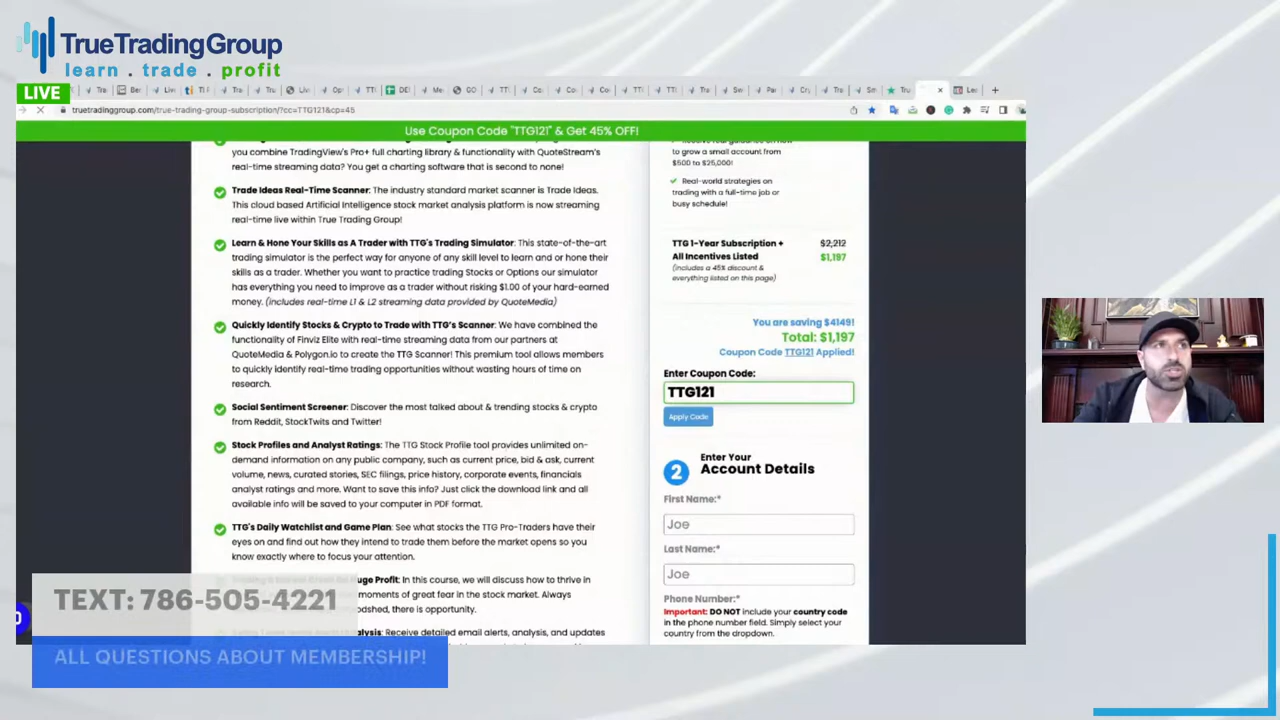 TrueTradingGroup
learn . trade . profit
LIVE
truetradinggroup.com/true-trading-group-subscription/?cc=TTG121&cp=45
Use Coupon Code "TTG121" & Get 45% OFF!
you combine TradingView's Pro+ full charting library & functionality with QuoteStream's
real-time streaming data? You get a charting software that is second to none!
Trade Ideas Real-Time Scanner: The industry standard market scanner is Trade Ideas.
This cloud based Artificial Intelligence stock market analysis platform is now streaming
real-time live within True Trading Group!
Learn & Hone Your Skills as A Trader with TTG's Trading Simulator: This state-of-the-art
trading simulator is the perfect way for anyone of any skill level to learn and or hone their
skills as a trader. Whether you want to practice trading Stocks or Options our simulator
has everything you need to improve as a trader without risking $1.00 of your hard-earned
money. (includes real-time L1 & L2 streaming data provided by QuoteMedia)
Quickly Identify Stocks & Crypto to Trade with TTG's Scanner: We have combined the
functionality of Finviz Elite with real-time streaming data from our partners at
QuoteMedia & Polygon.io to create the TTG Scanner! This premium tool allows members
to quickly identify real-time trading opportunities without wasting hours of time on
research.
Social Sentiment Screener: Discover the most talked about & trending stocks & crypto
from Reddit, StockTwits and Twitter!
Stock Profiles and Analyst Ratings: The TTG Stock Profile tool provides unlimited on-
demand information on any public company, such as current price, bid & ask, current
volume, news, curated stories, SEC filings, price history, corporate events, financials
analyst ratings and more. Want to save this info? Just click the download link and all
available info will be saved to your computer in PDF format.
TTG's Daily Watchlist and Game Plan: See what stocks the TTG Pro-Traders have their
eyes on and find out how they intend to trade them before the market opens so you
know exactly where to focus your attention.
Huge Profit: In this course, we will discuss how to thrive in
moments of great fear in the stock market. Always
there is opportunity.
Receive detailed email alerts, analysis, and updates
to grow a small account from
$500 to $25,000!
Real-world strategies on
trading with a full-time job or
busy schedule!
TTG 1-Year Subscription + $2,212
All Incentives Listed $1,197
(includes a 45% discount &
everything listed on this page)
You are saving $4149!
Total: $1,197
Coupon Code TTG121 Applied!
Enter Coupon Code:
TTG121
Apply Code
2 Enter Your
Account Details
First Name:*
Joe
Last Name:*
Joe
Phone Number:*
Important: DO NOT include your country code
in the phone number field. Simply select your
country from the dropdown.
TEXT: 786-505-4221
ALL QUESTIONS ABOUT MEMBERSHIP!